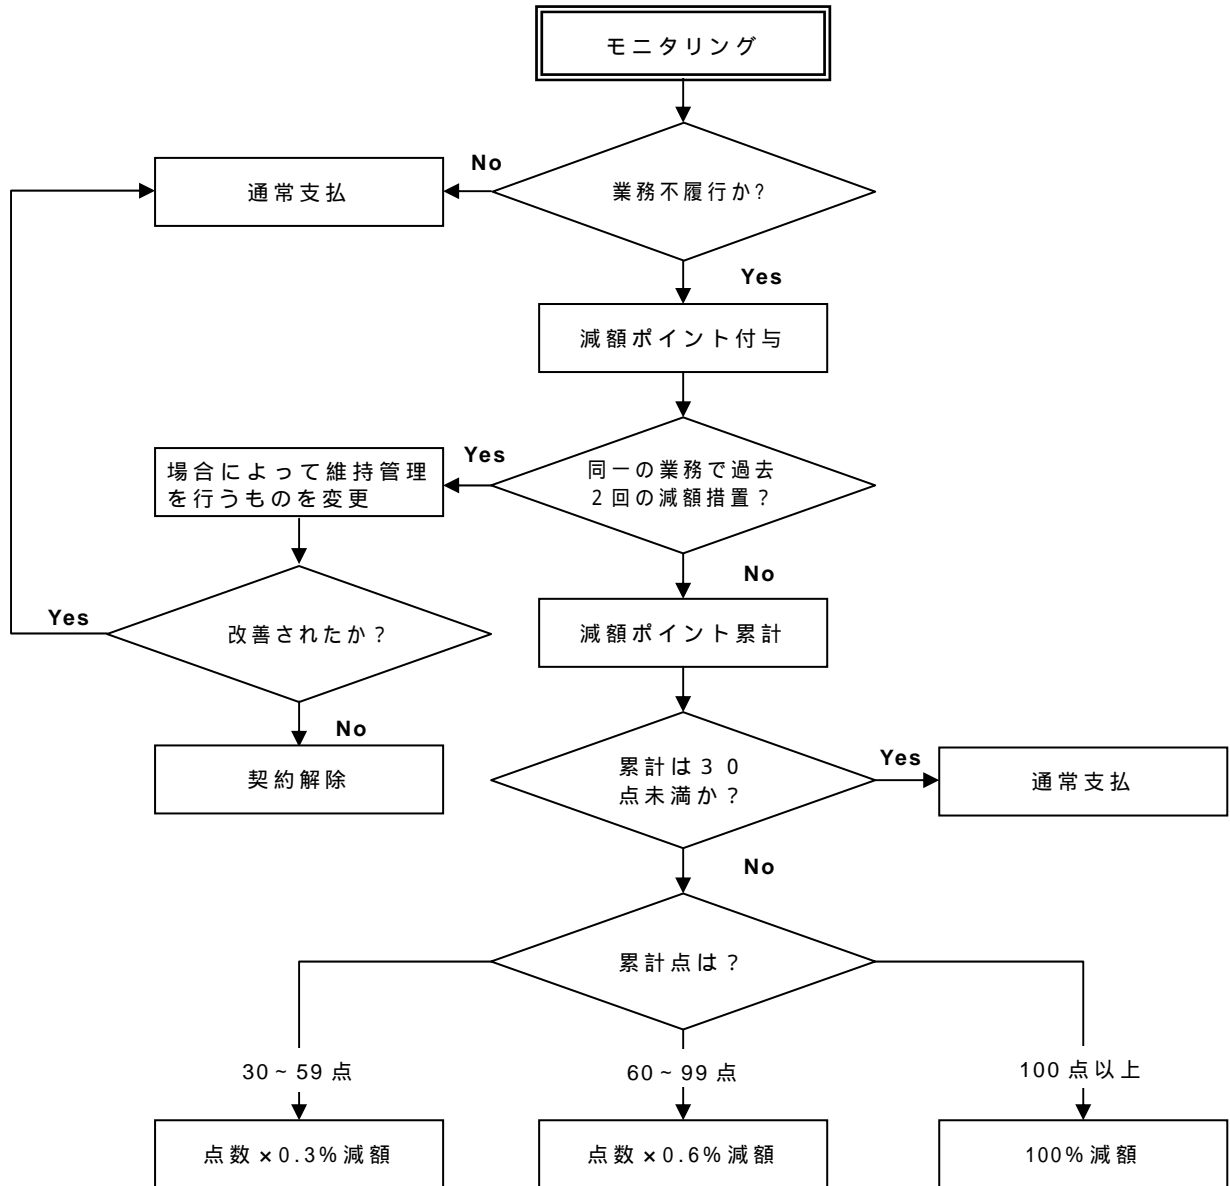 モニタリング
No
通常支払
業務不履行か?
Yes
減額ポイント付与
Yes
場合によって維持管理
を行うものを変更
同一の業務で過去
2回の減額措置？
No
Yes
改善されたか？
減額ポイント累計
No
契約解除
累計は３０
点未満か？
Yes
通常支払
No
累計点は？
30~59点
60~99点
100点以上
点数×0.3%減額
点数×0.6%減額
100%減額